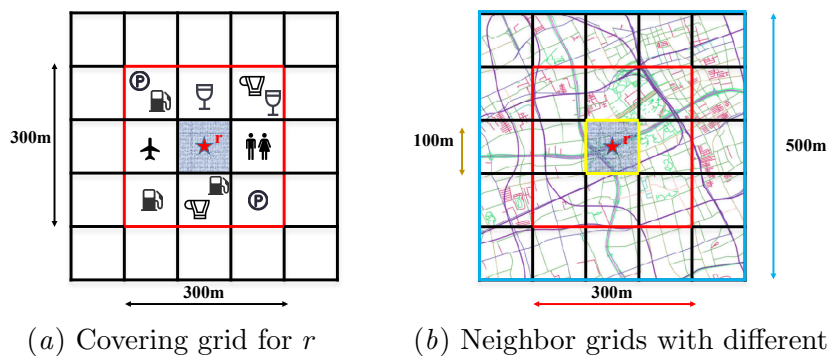 P
r
P
300m
300m
r
100m
500m
300m
(a) Covering grid for r
(b) Neighbor grids with different